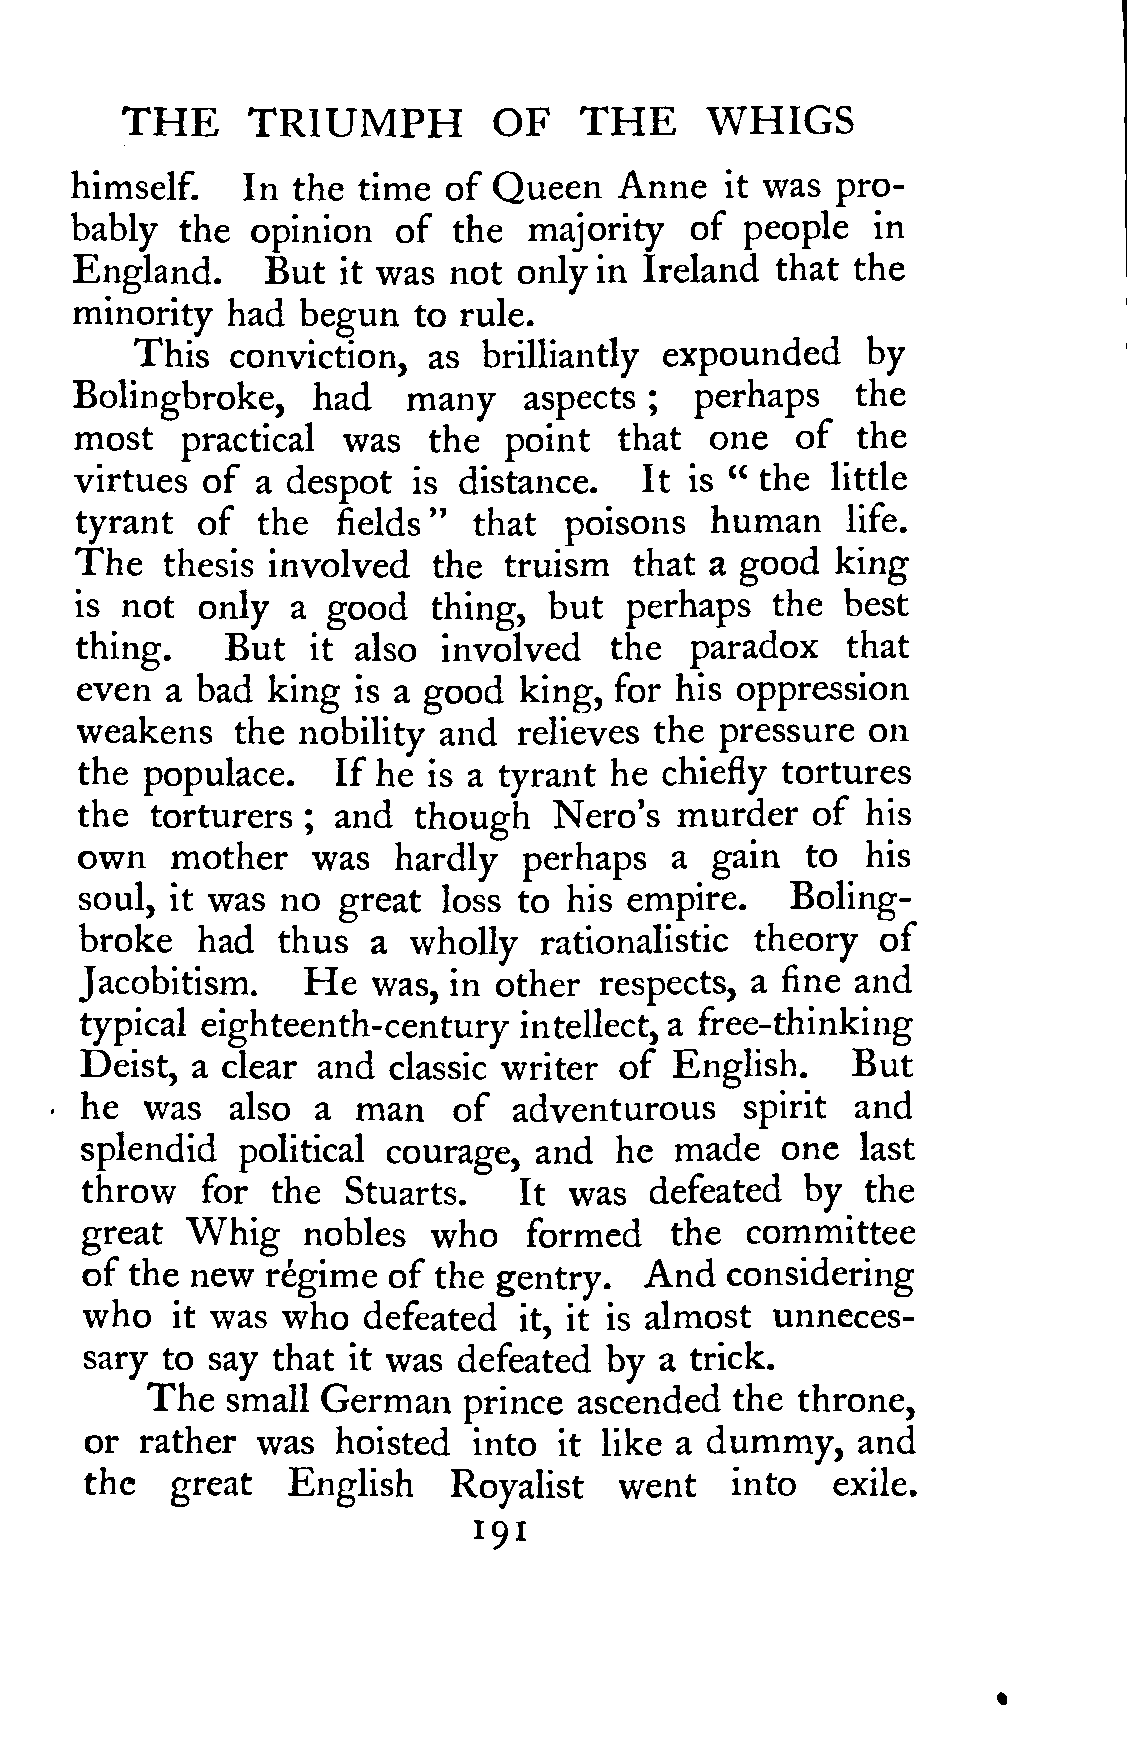 THE TRIUMPH OF THE WHIGS
himself. In the time of Queen Anne it was pro-
bably the opinion of the majority of people in
England. But it was not only in Ireland that the
minority had begun to rule.
This conviction, as brilliantly expounded by
Bolingbroke, had many aspects ; perhaps the
most practical was the point that one of the
virtues of a despot is distance. It is “ the little
tyrant of the fields ” that poisons human life.
The thesis involved the truism that a good king
is not only a good thing, but perhaps the best
thing. But it also involved the paradox that
even a bad king is a good king, for his oppression
weakens the nobility and relieves the pressure on
the populace. If he is a tyrant he chiefly tortures
the torturers ; and though Nero’s murder of his
own mother was hardly perhaps a gain to his
soul, it was no great loss to his empire. Boling-
broke had thus a wholly rationalistic theory of
Jacobitism. He was, in other respects, a fine and
typical eighteenth-century intellect, a free-thinking
Deist, a clear and classic writer of English. But
he was also a man of adventurous spirit and
splendid political courage, and he made one last
throw for the Stuarts. It was defeated by the
great Whig nobles who formed the committee
of the new régime of the gentry. And considering
who it was who defeated it, it is almost unneces-
sary to say that it was defeated by a trick.
The small German prince ascended the throne,
or rather was hoisted into it like a dummy, and
the great English Royalist went into exile.
191